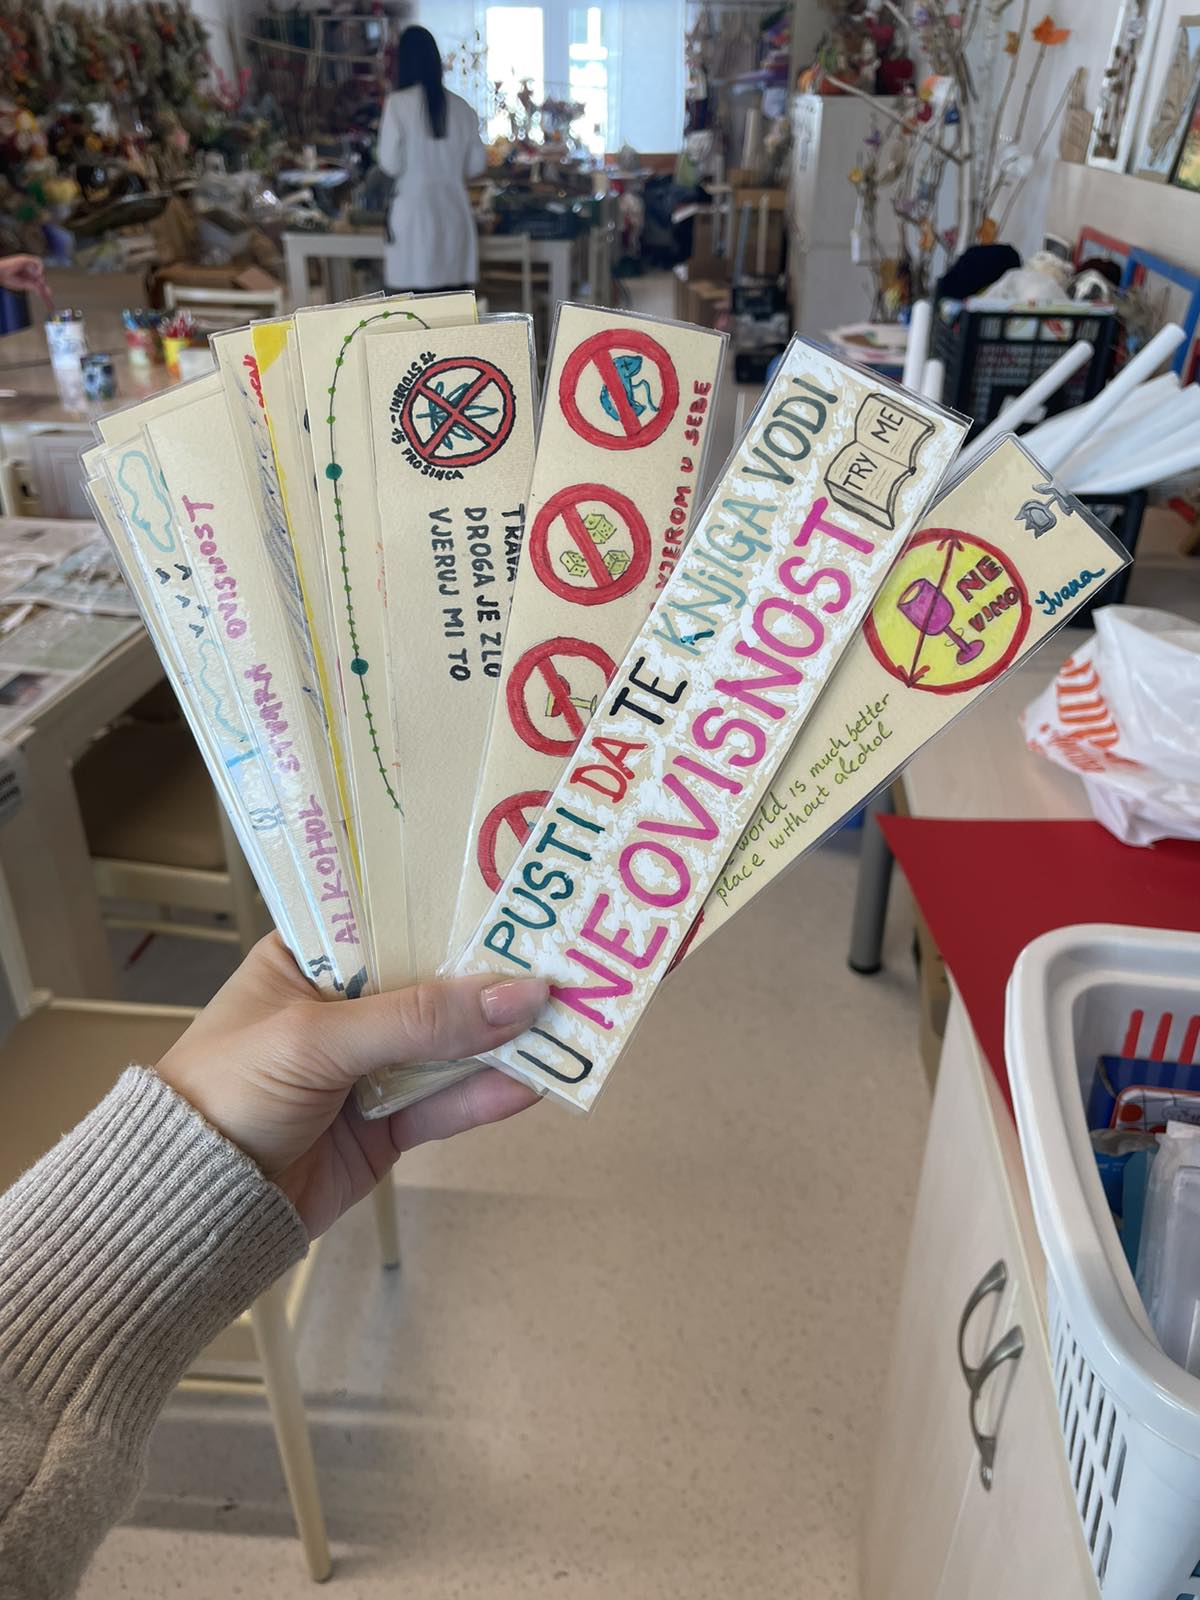 ALKOHOL STVARA OVISNOST
15 PROSINCA
DROGA JE ZLO
VJERUJ MI TO
VJEROM U SEBE
PUSTI DA TE KNJIGA VODI
U NEOVISNOST
TRY ME
NE
VINO
Ivana
world is much better
place without alcohol